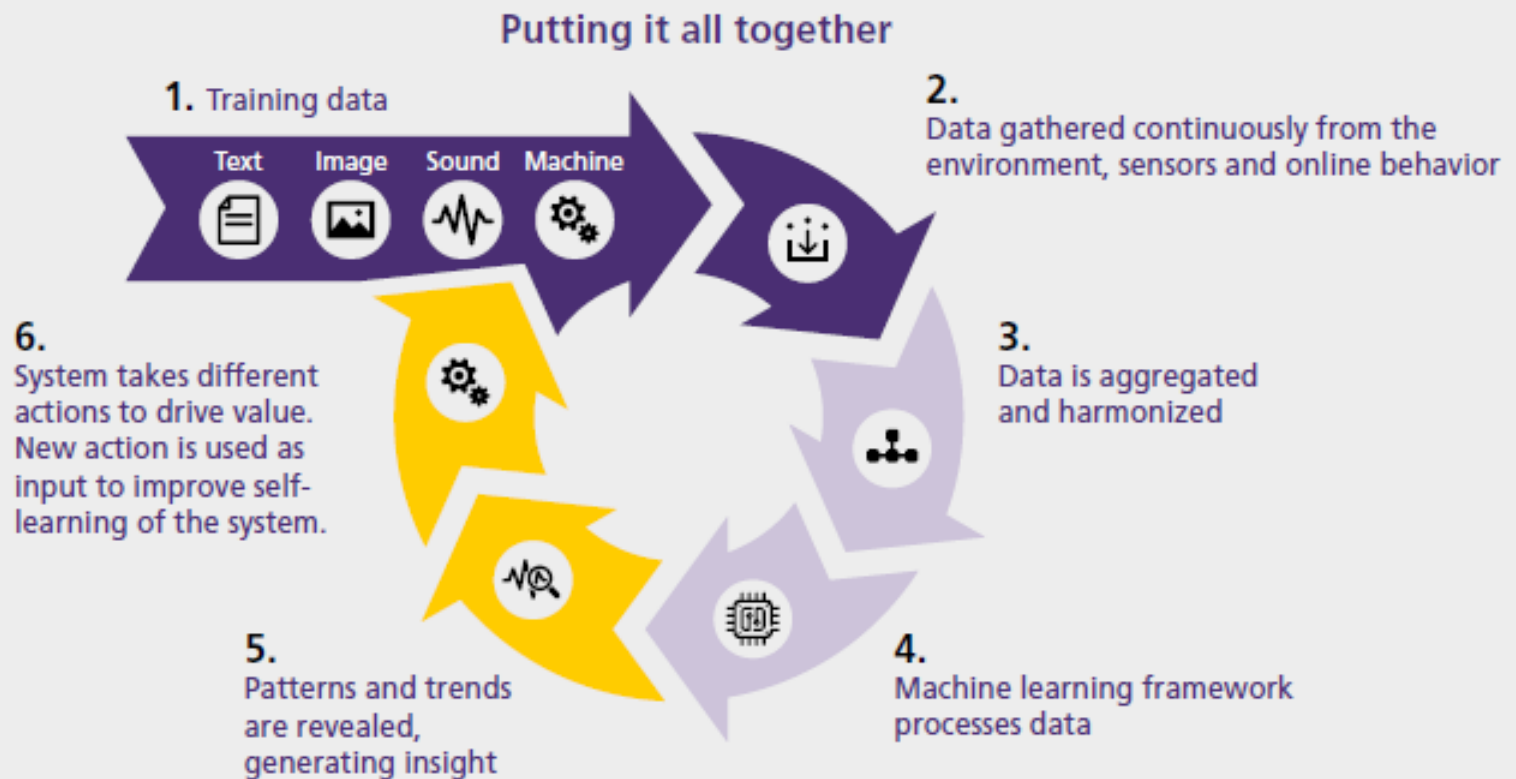 Putting it all together
1. Training data
Text Image Sound Machine
2.
Data gathered continuously from the
environment, sensors and online behavior
3.
Data is aggregated
and harmonized
4.
Machine learning framework
processes data
5.
Patterns and trends
are revealed,
generating insight
6.
System takes different
actions to drive value.
New action is used as
input to improve self-
learning of the system.